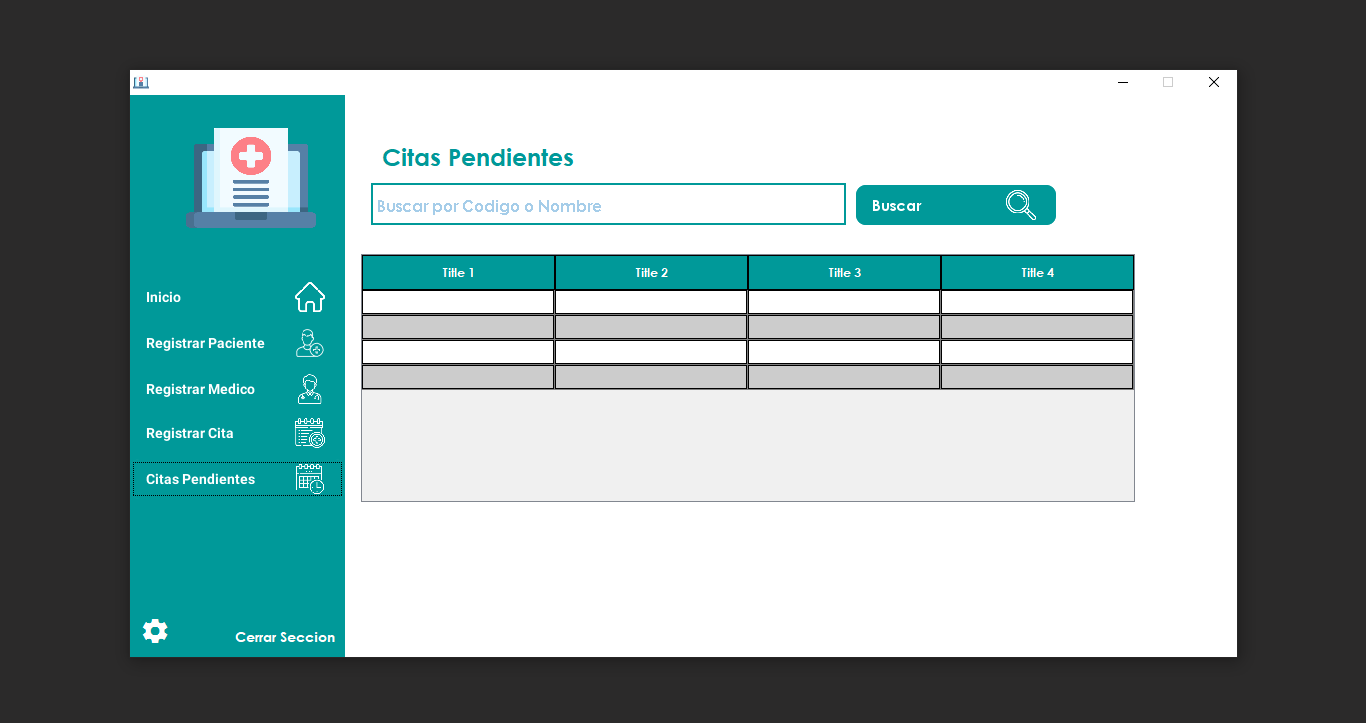 Citas Pendientes
Buscar por Codigo o Nombre
Buscar
Title 1 Title 2 Title 3 Title 4
Inicio
Registrar Paciente
Registrar Medico
Registrar Cita
Citas Pendientes
Cerrar Seccion